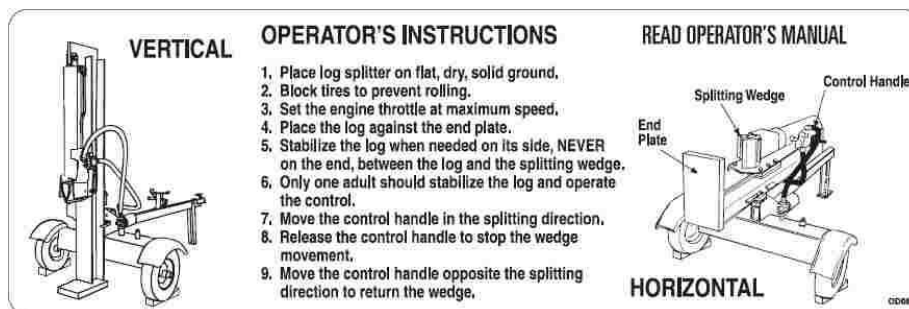 VERTICAL
OPERATOR'S INSTRUCTIONS
1. Place log splitter on flat, dry, solid ground.
2. Block tires to prevent rolling.
3. Set the engine throttle at maximum speed.
4. Place the log against the end plate.
5. Stabilize the log when needed on its side, NEVER
on the end, between the log and the splitting wedge.
6. Only one adult should stabilize the log and operate
the control.
7. Move the control handle in the splitting direction.
8. Release the control handle to stop the wedge
movement.
9. Move the control handle opposite the splitting
direction to return the wedge.
READ OPERATOR'S MANUAL
Control Handle
Splitting Wedge
End
Plate
HORIZONTAL